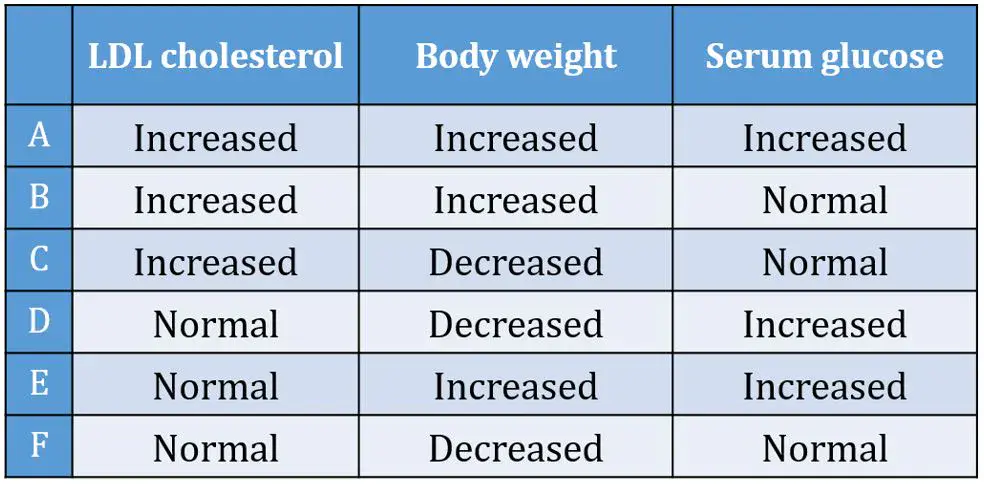 LDL cholesterol Body weight Serum glucose
A Increased Increased Increased
B Increased Increased Normal
C Increased Decreased Normal
D Normal Decreased Increased
E Normal Increased Increased
F Normal Decreased Normal